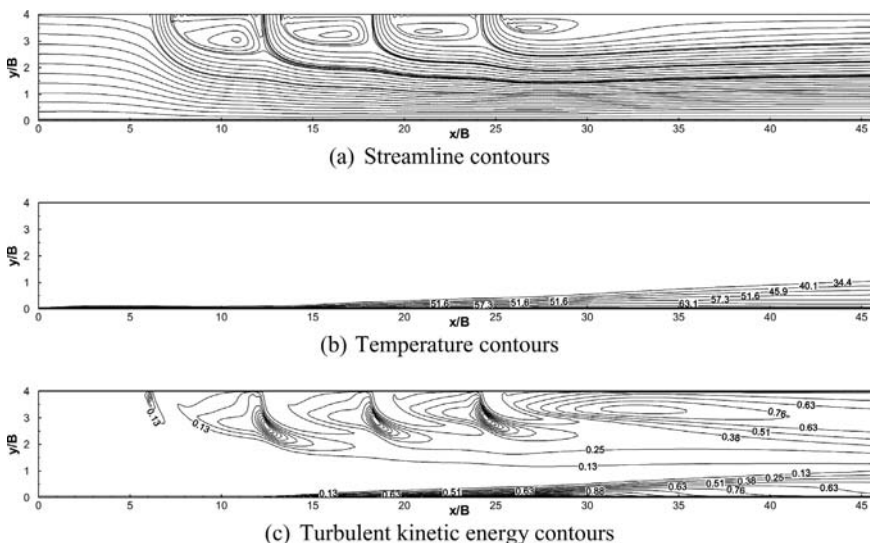 4
3
2
1
0
y/B
0 5 10 15 20 25 30 35 40 45
x/B
(a) Streamline contours
4
3
2
1
0
y/B
51.6 57.3 51.6 51.6 63.1 57.3 51.6 45.9 40.1 34.4
0 5 10 15 20 25 30 35 40 45
x/B
(b) Temperature contours
4
3
2
1
0
y/B
0.13 0.13 0.13 0.63 0.76 0.51 0.63 0.38
0.25
0.13
0.13 0.63 0.51 0.63 0.88 0.63 0.51 0.76 0.38 0.25 0.13 0.63
0 5 10 15 20 25 30 35 40 45
x/B
(c) Turbulent kinetic energy contours